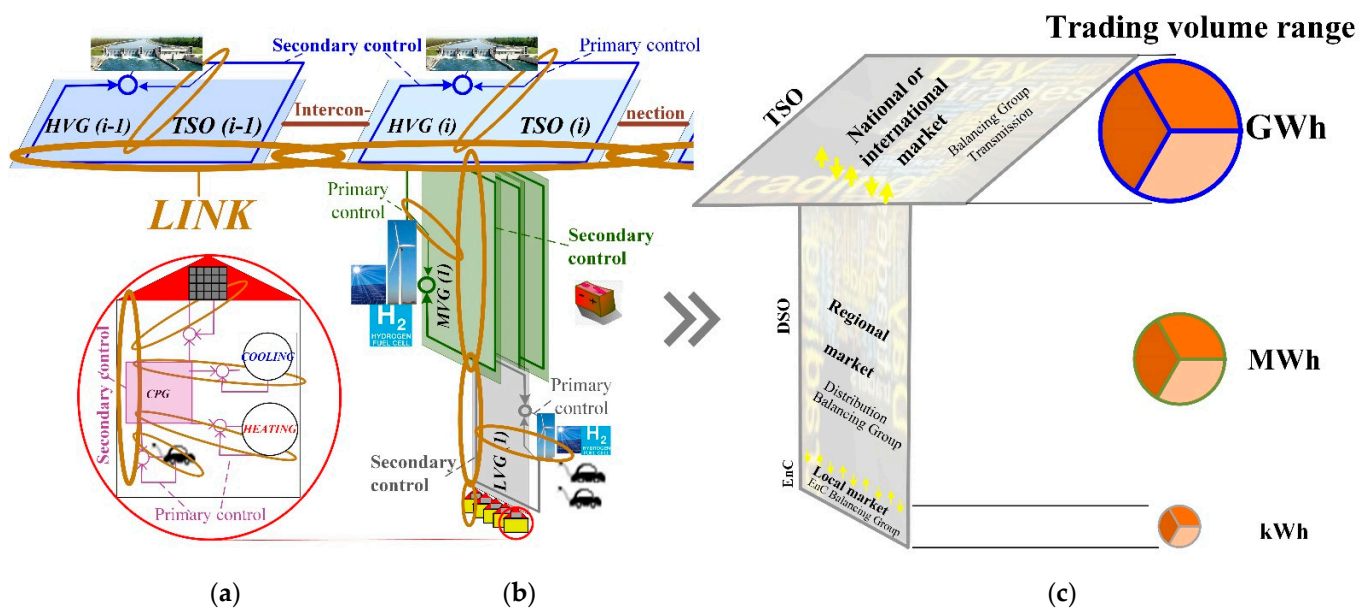 Secondary control
Primary control
HVG (i-1)
TSO (i-1)
Intercon-
HVG (i)
TSO (i)
nection
LINK
Primary
control
Secondary
control
MVG (1)
H2
HYDROGEN
FUEL CELL
Primary
control
H2
Secondary
control
LVG (1)
Secondary control
COOLING
CPG
HEATING
Primary control
(a)
(b)
Trading volume range
TSO
National or
international
market
Balancing Group
Transmission
Day
trades
trading
GWh
DSO
Regional
market
Distribution
Balancing Group
MWh
EnC
Local market
EnC Balancing Group
kWh
(c)